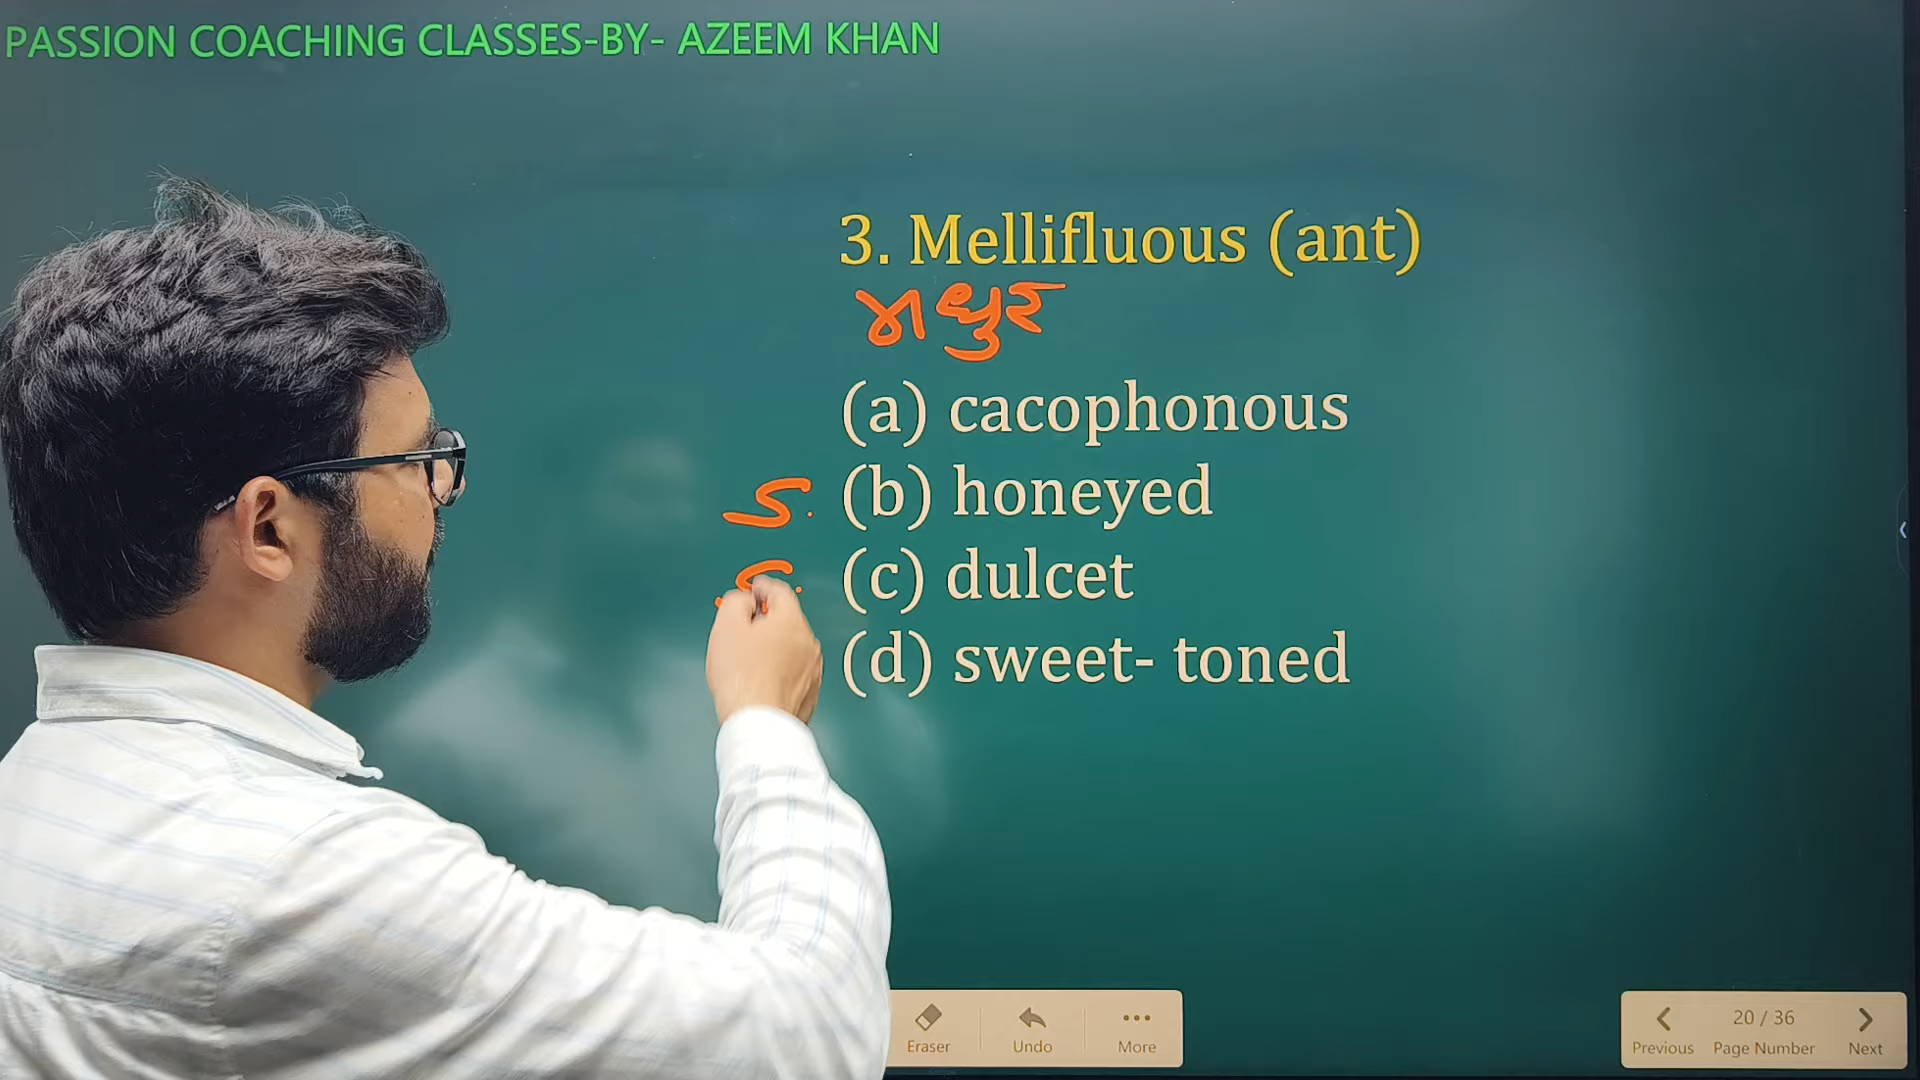 PASSION COACHING CLASSES-BY- AZEEM KHAN
3. Mellifluous (ant)
मधुर
(a) cacophonous
S. (b) honeyed
S. (c) dulcet
(d) sweet- toned
Eraser
Undo
More
Previous
20 / 36
Page Number
Next